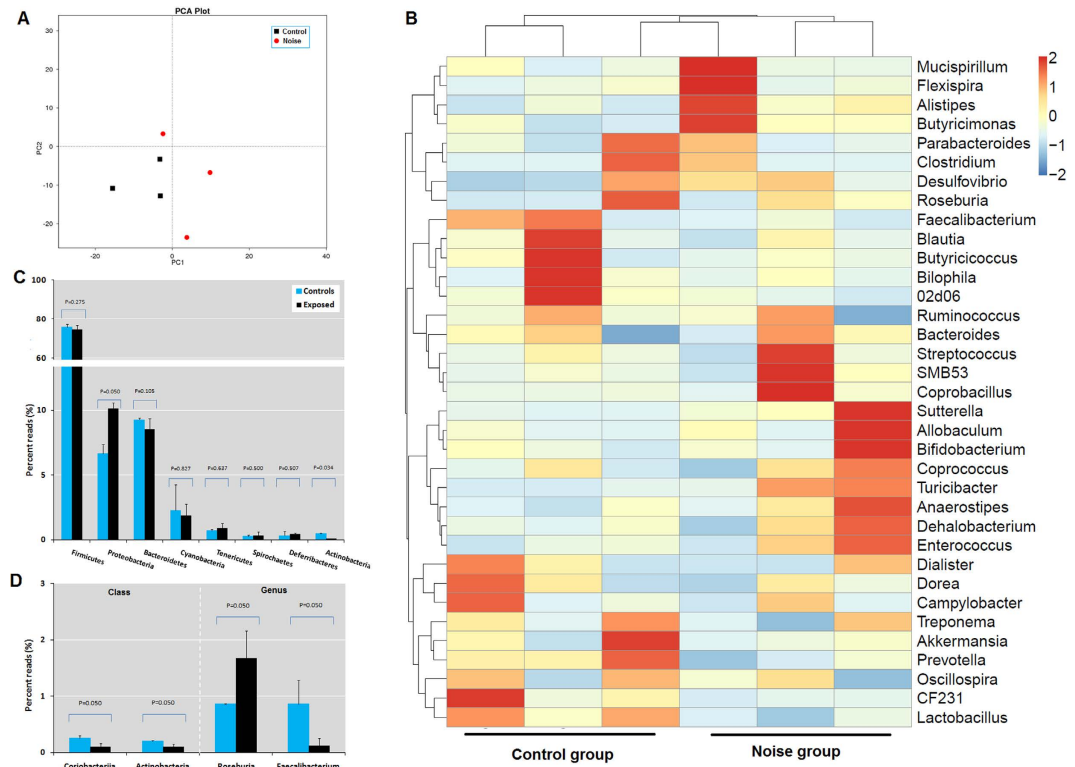 A
PCA Plot
Control
Noise
30
20
10
0
-10
-20
PC2
-20
0
20
40
PC1
B
2
1
0
−1
−2
Mucispirillum
Flexispira
Alistipes
Butyricimonas
Parabacteroides
Clostridium
Desulfovibrio
Roseburia
Faecalibacterium
Blautia
Butyricicoccus
Bilophila
02d06
Ruminococcus
Bacteroides
Streptococcus
SMB53
Coprobacillus
Sutterella
Allobaculum
Bifidobacterium
Coprococcus
Turicibacter
Anaerostipes
Dehalobacterium
Enterococcus
Dialister
Dorea
Campylobacter
Treponema
Akkermansia
Prevotella
Oscillospira
CF231
Lactobacillus
Control group
Noise group
C
100
80
60
10
5
0
Percent reads (%)
Controls
Exposed
P=0.275
P=0.050
P=0.105
P=0.827
P=0.500
P=0.034
Firmicutes
Proteobacteria
Bacteroidetes
Cyanobacteria
Tenericutes
Spirochaetes
Deferribacteres
Actinobacteria
D
3
2
1
0
Percent reads (%)
Class
Genus
P=0.050
P=0.050
P=0.050
P=0.050
Coriobacteriia
Actinobacteria
Roseburia
Faecalibacterium